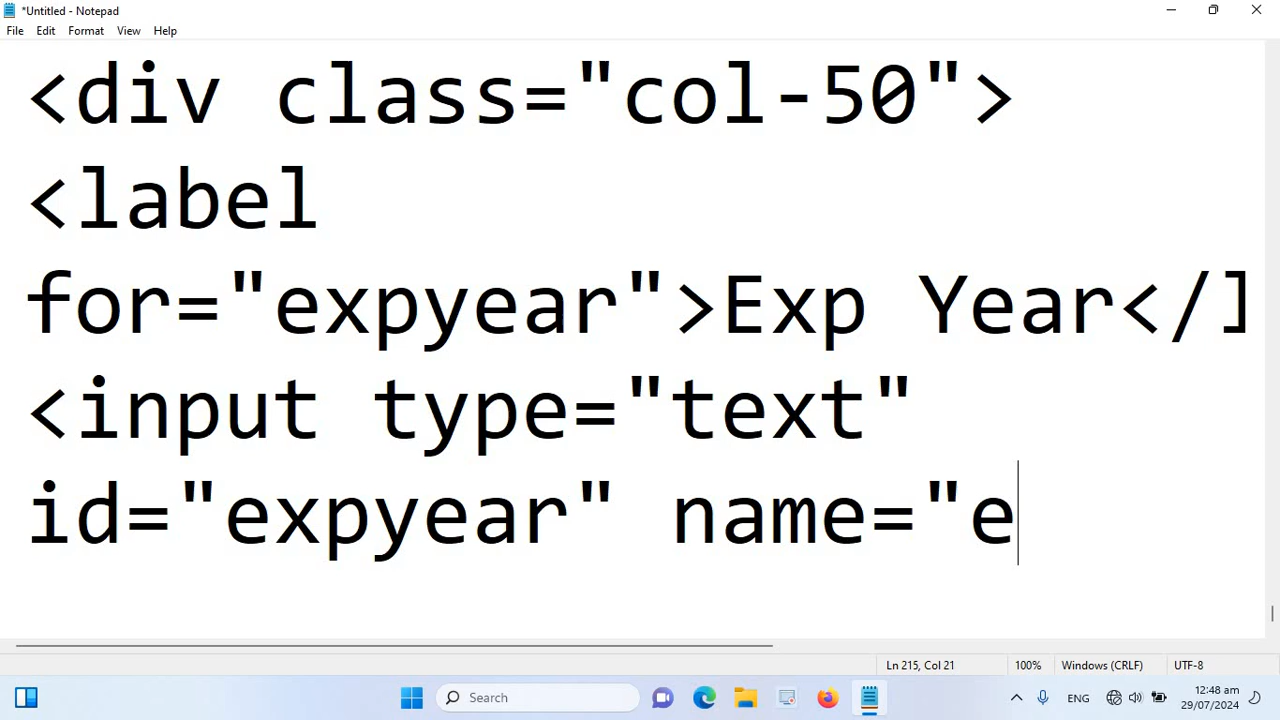 *Untitled - Notepad
File Edit Format View Help
<div class="col-50">
<label
for="expyear">Exp Year</l
<input type="text"
id="expyear" name="e
Ln 215, Col 21 100% Windows (CRLF) UTF-8
Search ENG 12:48 am
29/07/2024